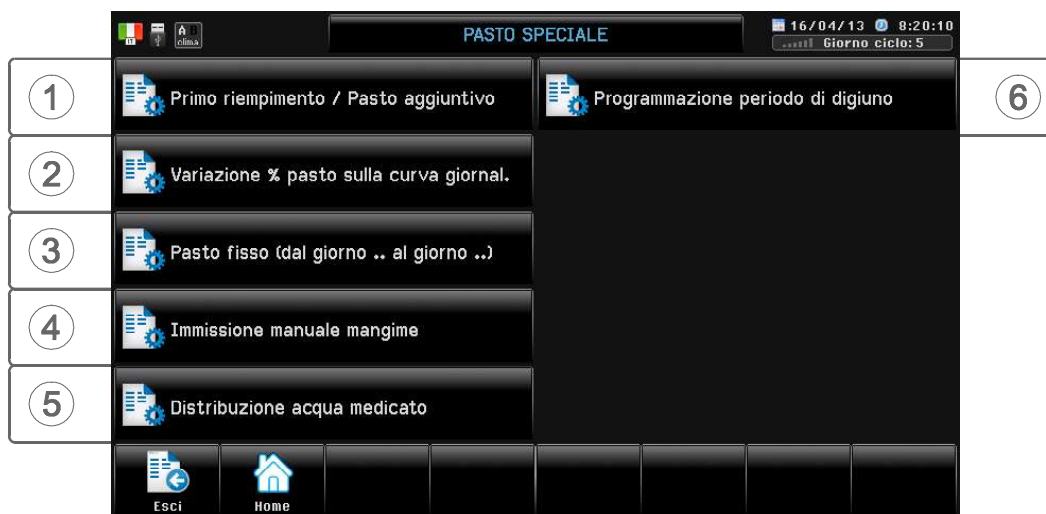 IT
A B
clima
PASTO SPECIALE
16/04/13 8:20:10
Giorno ciclo: 5
1
Primo riempimento / Pasto aggiuntivo
Programmazione periodo di digiuno
6
2
Variazione % pasto sulla curva giornal.
3
Pasto fisso (dal giorno .. al giorno ..)
4
Immissione manuale mangime
5
Distribuzione acqua medicato
Esci
Home